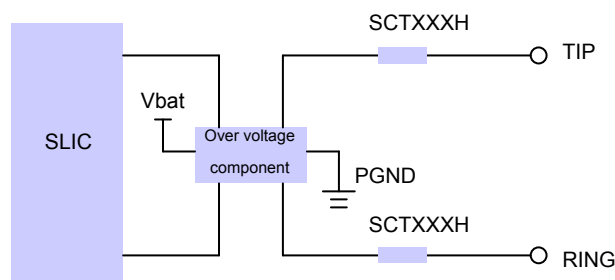 SCTXXXH
TIP
Vbat
SLIC
Over voltage
component
PGND
SCTXXXH
RING